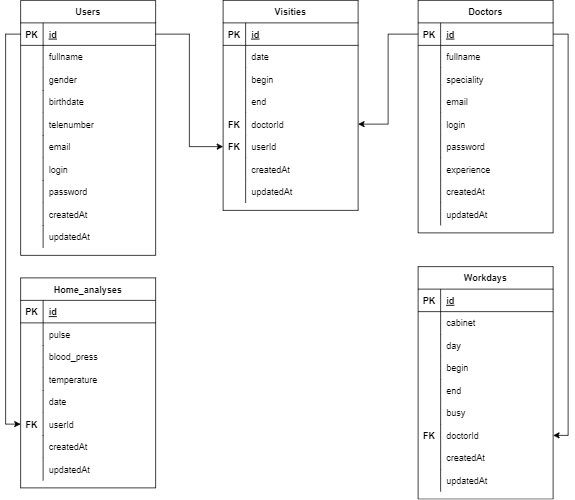 Users
PK id
fullname
gender
birthdate
telenumber
email
login
password
createdAt
updatedAt
Visities
PK id
date
begin
end
FK doctorId
FK userId
createdAt
updatedAt
Doctors
PK id
fullname
speciality
email
login
password
experience
createdAt
updatedAt
Home_analyses
PK id
pulse
blood_press
temperature
date
FK userId
createdAt
updatedAt
Workdays
PK id
cabinet
day
begin
end
busy
FK doctorId
createdAt
updatedAt